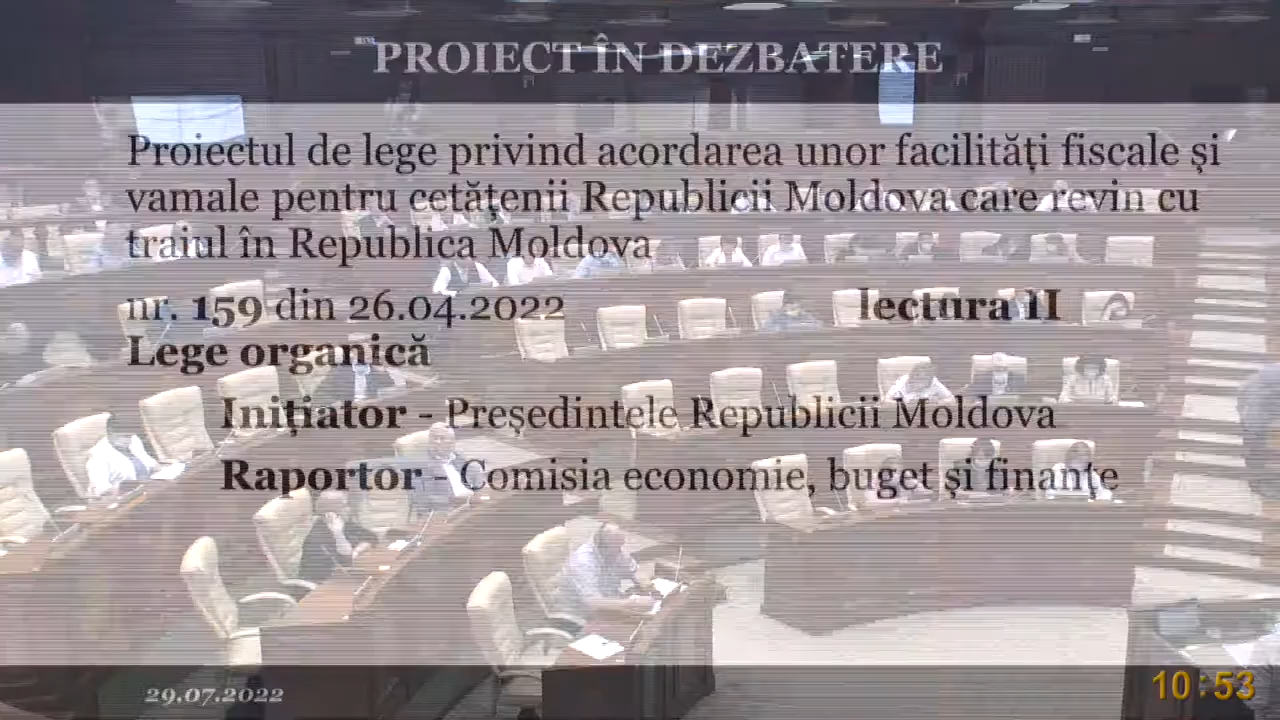 PROIECT ÎN DEZBATERE
Proiectul de lege privind acordarea unor facilități fiscale și
vamale pentru cetățenii Republicii Moldova care revin cu
traiul în Republica Moldova
nr. 159 din 26.04.2022 lectura II
Lege organică
Inițiator - Președintele Republicii Moldova
Raportor - Comisia economie, buget și finanțe
29.07.2022
10:53